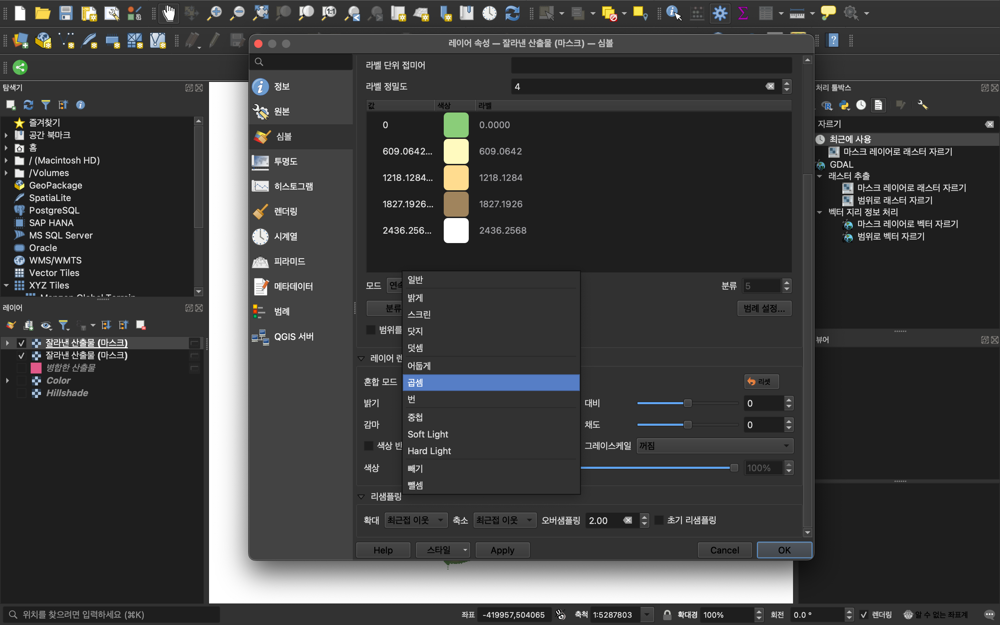 레이어 속성 — 잘라낸 산출물 (마스크) — 심볼
탐색기
즐겨찾기
공간 북마크
홈
/ (Macintosh HD)
/Volumes
GeoPackage
SpatiaLite
PostgreSQL
SAP HANA
MS SQL Server
Oracle
WMS/WMTS
Vector Tiles
XYZ Tiles
레이어
잘라낸 산출물 (마스크)
잘라낸 산출물 (마스크)
병합한 산출물
Color
Hillshade
정보
원본
심볼
투명도
히스토그램
렌더링
시계열
피라미드
메타데이터
범례
QGIS 서버
라벨 단위 접미어
라벨 정밀도 4
값 색상 라벨
0 0.0000
609.0642... 609.0642
1218.1284... 1218.1284
1827.1926... 1827.1926
2436.256... 2436.2568
모드 연속
분류 5
분류
범례 설정...
범위를
레이어 렌
혼합 모드
리셋
밝기
대비 0
감마
채도 0
색상 반
그레이스케일 꺼짐
색상
100%
일반
밝게
스크린
닷지
덧셈
어둡게
곱셈
번
중첩
Soft Light
Hard Light
빼기
뺄셈
리샘플링
확대 최근접 이웃 축소 최근접 이웃 오버샘플링 2.00 초기 리샘플링
Help 스타일 Apply Cancel OK
처리 툴박스
자르기
최근에 사용
마스크 레이어로 래스터 자르기
GDAL
래스터 추출
마스크 레이어로 래스터 자르기
범위로 래스터 자르기
벡터 지리 정보 처리
마스크 레이어로 벡터 자르기
범위로 벡터 자르기
뷰어
위치를 찾으려면 입력하세요 (⌘K)
좌표 -419957,504065 축척 1:5287803 확대경 100% 회전 0.0 ° 렌더링 알 수 없는 좌표계